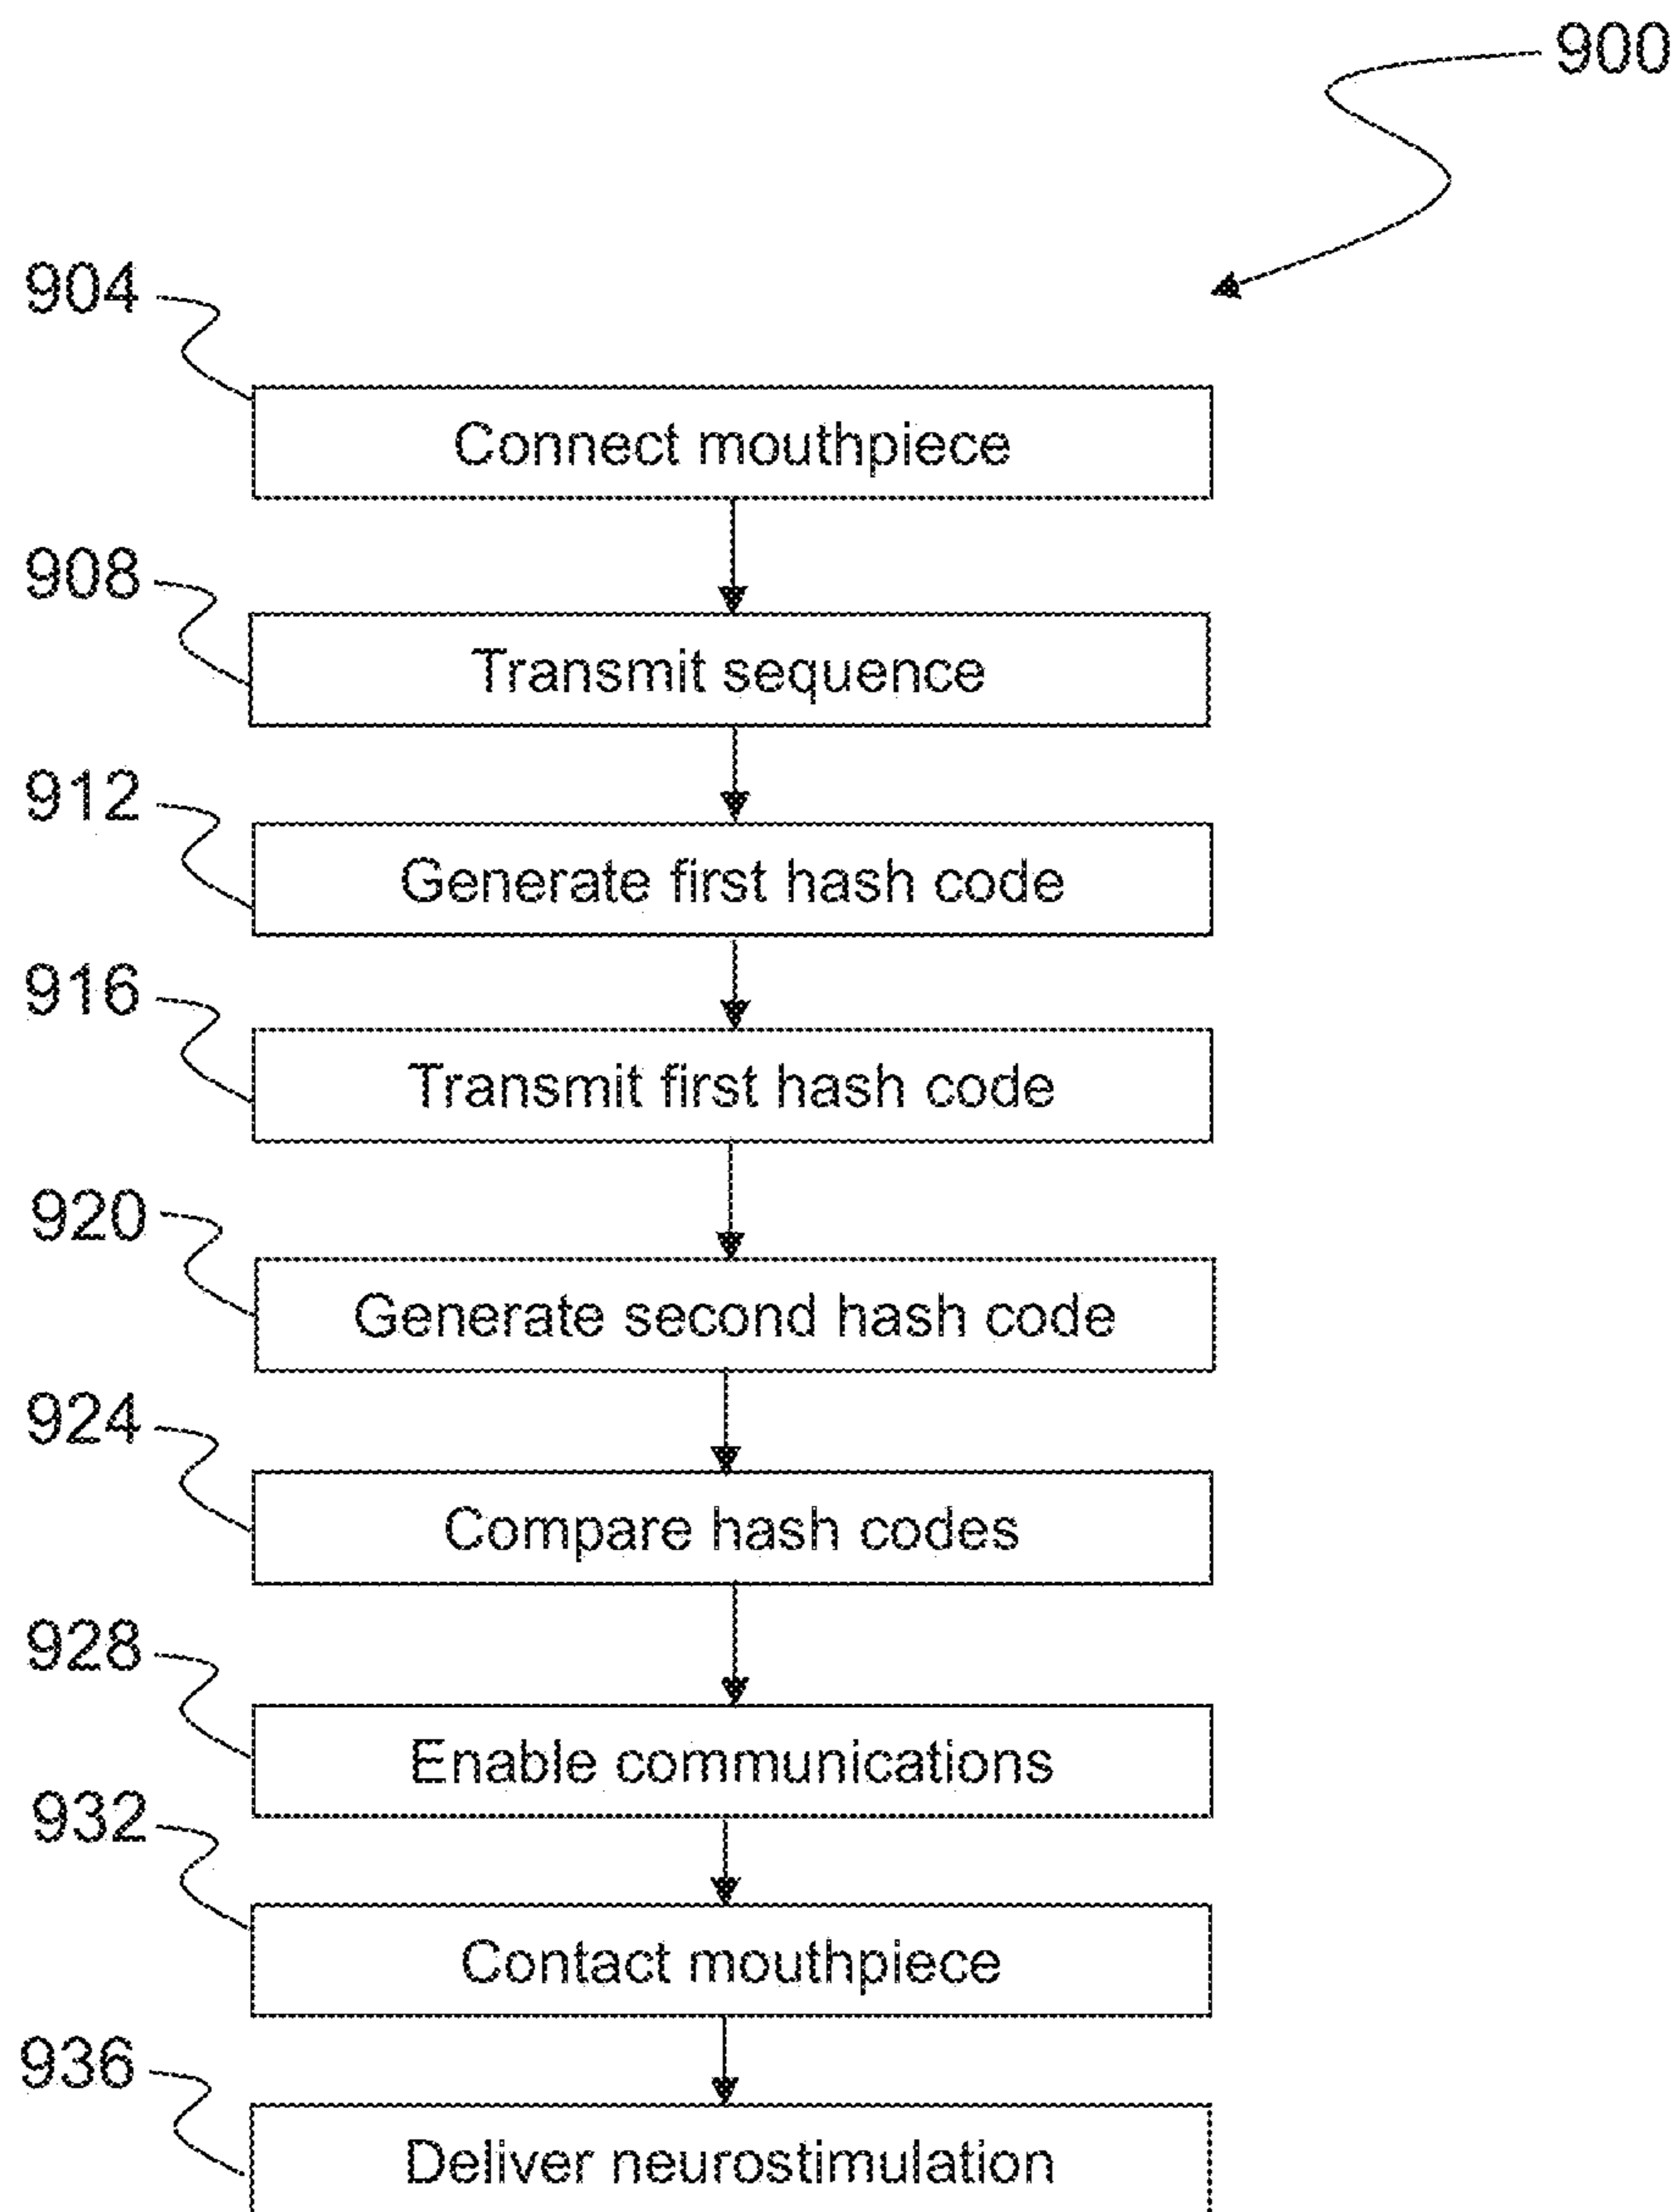 900
904
Connect mouthpiece
908
Transmit sequence
912
Generate first hash code
916
Transmit first hash code
920
Generate second hash code
924
Compare hash codes
928
Enable communications
932
Contact mouthpiece
936
Deliver neurostimulation